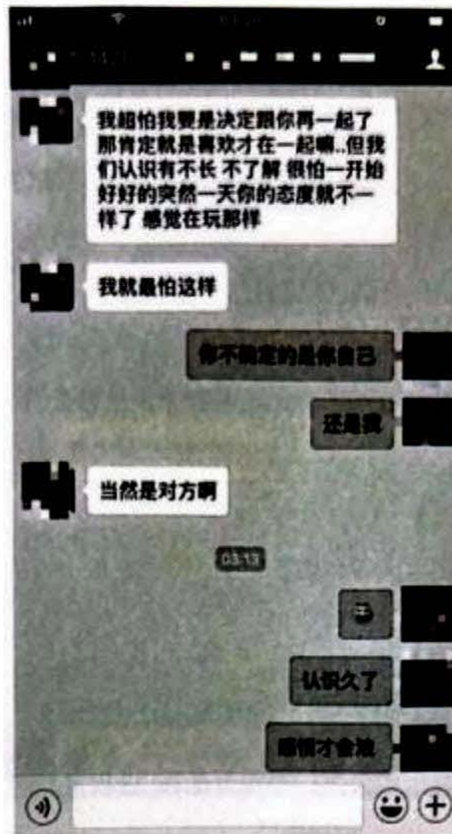 我超怕我要是决定跟你再一起了
那肯定就是喜欢才在一起嘛..但我
们认识有不长 不了解 很怕一开始
好好的突然一天你的态度就不一
样了 感觉在玩那样
我就最怕这样
你不确定的是你自己
还是我
当然是对方啊
03:13
认识久了
感情才会浓